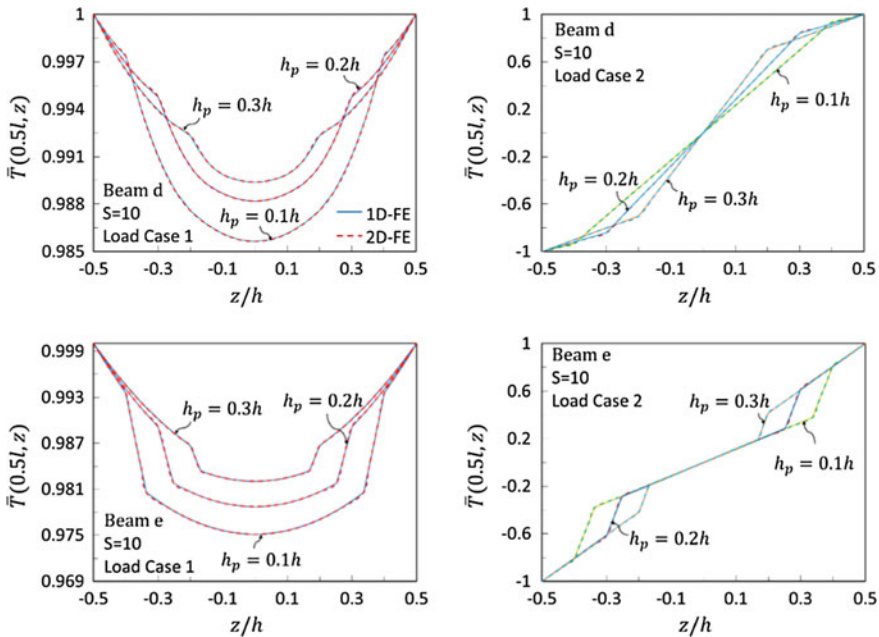 1
0.997
0.994
0.991
0.988
0.985
T̄(0.5l, z)
h_p = 0.2h
h_p = 0.3h
h_p = 0.1h
Beam d
S=10
Load Case 1
1D-FE
2D-FE
-0.5 -0.3 -0.1 0.1 0.3 0.5
z/h
1
0.6
0.2
-0.2
-0.6
-1
T̄(0.5l, z)
Beam d
S=10
Load Case 2
h_p = 0.1h
h_p = 0.2h
h_p = 0.3h
-0.5 -0.3 -0.1 0.1 0.3 0.5
z/h
0.999
0.993
0.987
0.981
0.975
0.969
T̄(0.5l, z)
h_p = 0.3h
h_p = 0.2h
Beam e
S=10
Load Case 1
h_p = 0.1h
-0.5 -0.3 -0.1 0.1 0.3 0.5
z/h
1
0.6
0.2
-0.2
-0.6
-1
T̄(0.5l, z)
Beam e
S=10
Load Case 2
h_p = 0.3h
h_p = 0.1h
h_p = 0.2h
-0.5 -0.3 -0.1 0.1 0.3 0.5
z/h